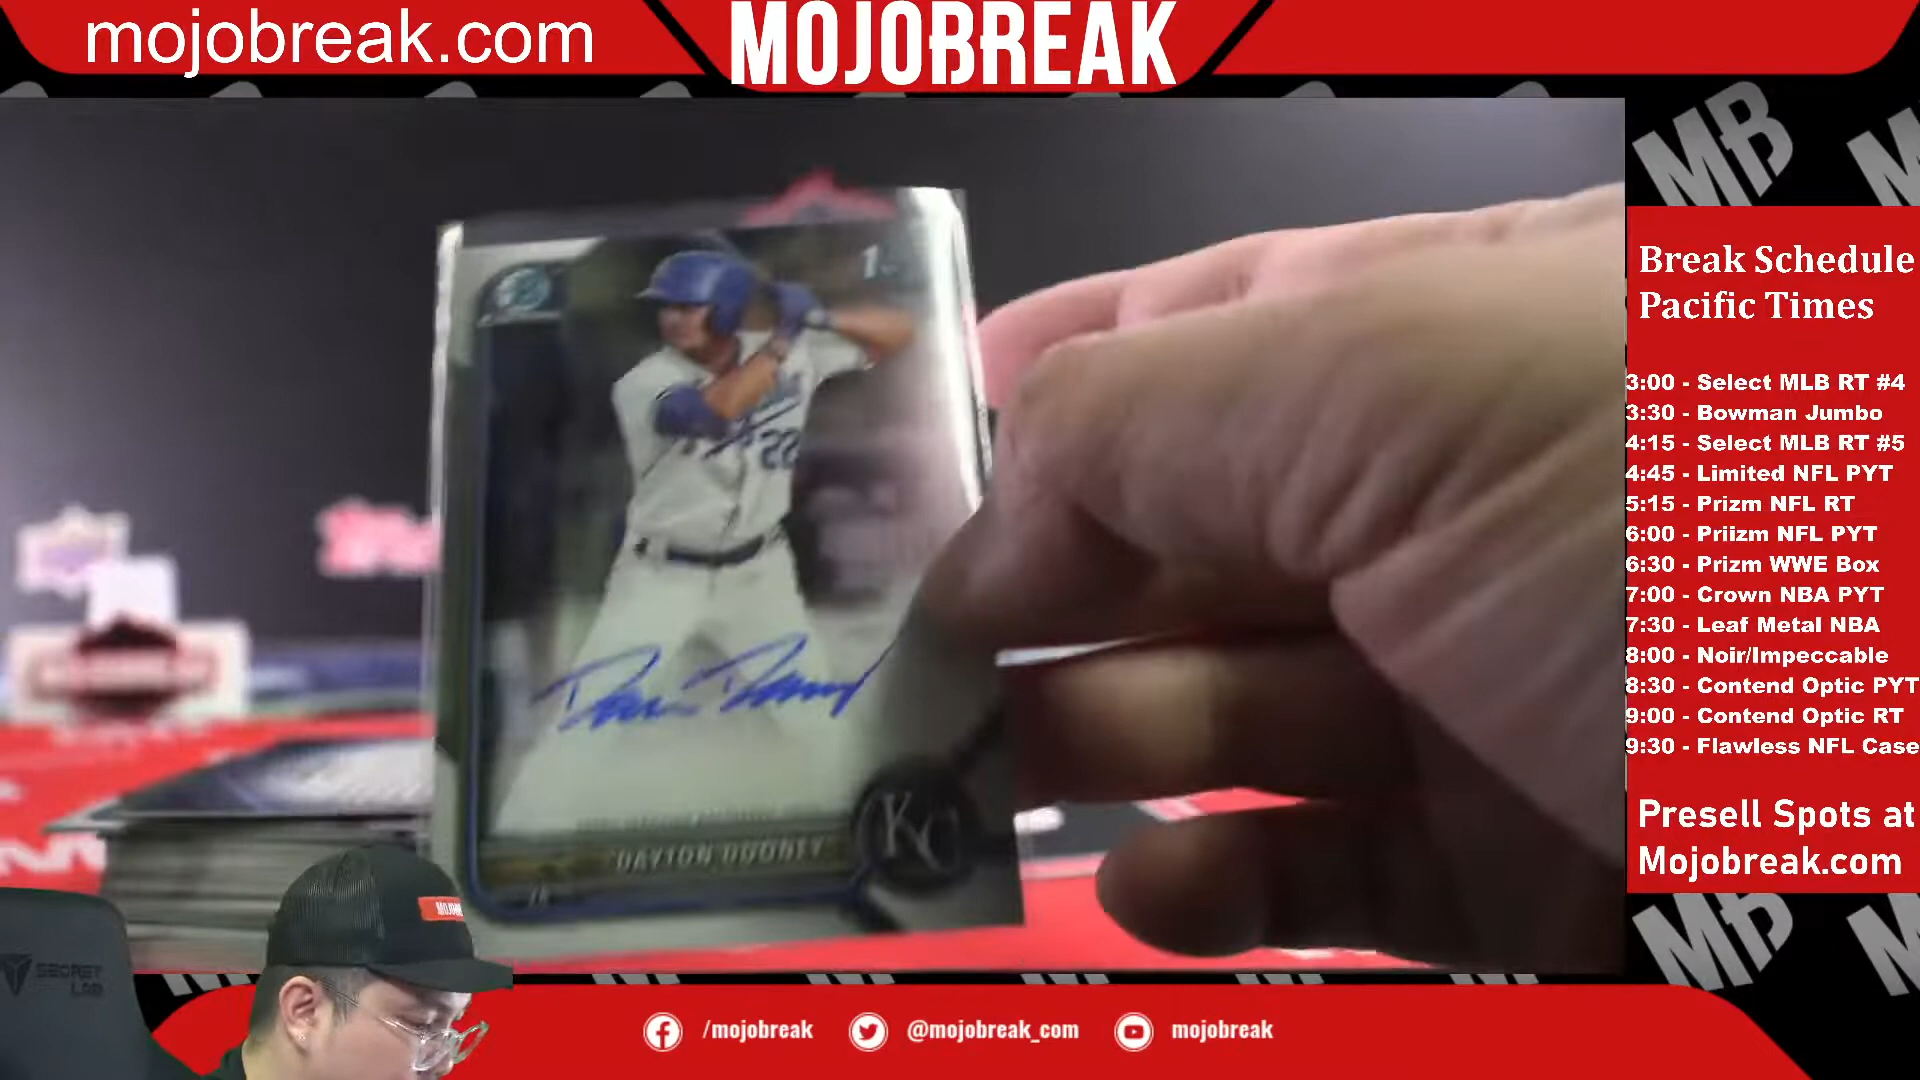 mojobreak.com
MOJOBREAK
MB
Break Schedule
Pacific Times
3:00 - Select MLB RT #4
3:30 - Bowman Jumbo
4:15 - Select MLB RT #5
4:45 - Limited NFL PYT
5:15 - Prizm NFL RT
6:00 - Priizm NFL PYT
6:30 - Prizm WWE Box
7:00 - Crown NBA PYT
7:30 - Leaf Metal NBA
8:00 - Noir/Impeccable
8:30 - Contend Optic PYT
9:00 - Contend Optic RT
9:30 - Flawless NFL Case
Presell Spots at
Mojobreak.com
MB
22
DAYTON DOONEY
KC
SECRET
LAB
/mojobreak
@mojobreak_com
mojobreak